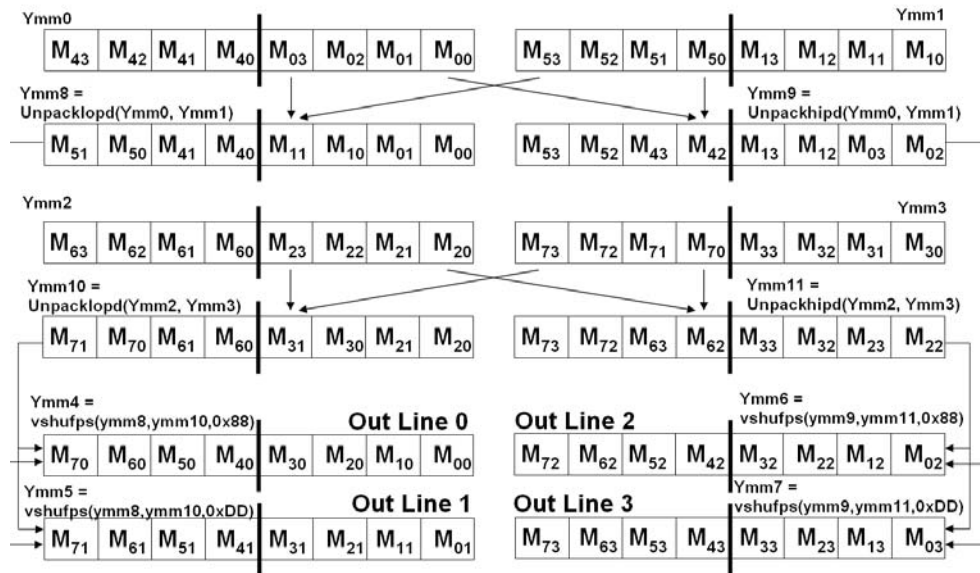 Ymm0 Ymm1
M43 M42 M41 M40 M03 M02 M01 M00 M53 M52 M51 M50 M13 M12 M11 M10
Ymm8 = Ymm9 =
Unpacklopd(Ymm0, Ymm1) Unpackhipd(Ymm0, Ymm1)
M51 M50 M41 M40 M11 M10 M01 M00 M53 M52 M43 M42 M13 M12 M03 M02
Ymm2 Ymm3
M63 M62 M61 M60 M23 M22 M21 M20 M73 M72 M71 M70 M33 M32 M31 M30
Ymm10 = Ymm11 =
Unpacklopd(Ymm2, Ymm3) Unpackhipd(Ymm2, Ymm3)
M71 M70 M61 M60 M31 M30 M21 M20 M73 M72 M63 M62 M33 M32 M23 M22
Ymm4 = Ymm6 =
vshufps(ymm8,ymm10,0x88) Out Line 0 Out Line 2 vshufps(ymm9,ymm11,0x88)
M70 M60 M50 M40 M30 M20 M10 M00 M72 M62 M52 M42 M32 M22 M12 M02
Ymm5 = Ymm7 =
vshufps(ymm8,ymm10,0xDD) Out Line 1 Out Line 3 vshufps(ymm9,ymm11,0xDD)
M71 M61 M51 M41 M31 M21 M11 M01 M73 M63 M53 M43 M33 M23 M13 M03